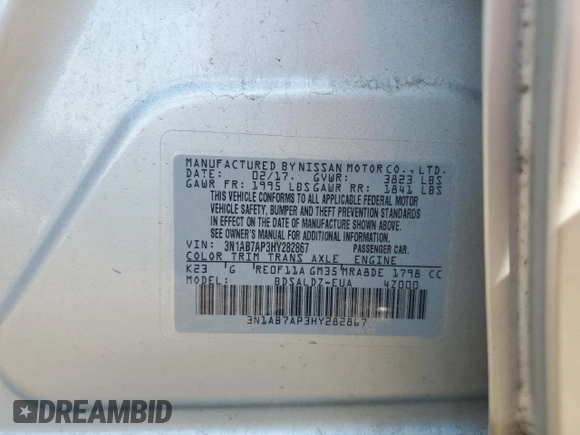 MANUFACTURED BY NISSAN MOTOR CO., LTD.
DATE: 02/17. GVWR: 3823 LBS
GAWR FR: 1995 LBS GAWR RR: 1841 LBS
THIS VEHICLE CONFORMS TO ALL APPLICABLE FEDERAL MOTOR
VEHICLE SAFETY, BUMPER AND THEFT PREVENTION STANDARDS
IN EFFECT ON THE DATE OF MANUFACTURE SHOWN ABOVE.
SEE OWNER'S MANUAL FOR ADDITIONAL INFORMATION.
VIN: 3N1AB7AP3HY282867 PASSENGER CAR.
COLOR TRIM TRANS AXLE ENGINE
K23 G RE0F11A GM35 MRA8DE 1798 CC
MODEL: BDSALDZ-EUA 4Z000
3N1AB7AP3HY282867
DREAMBID